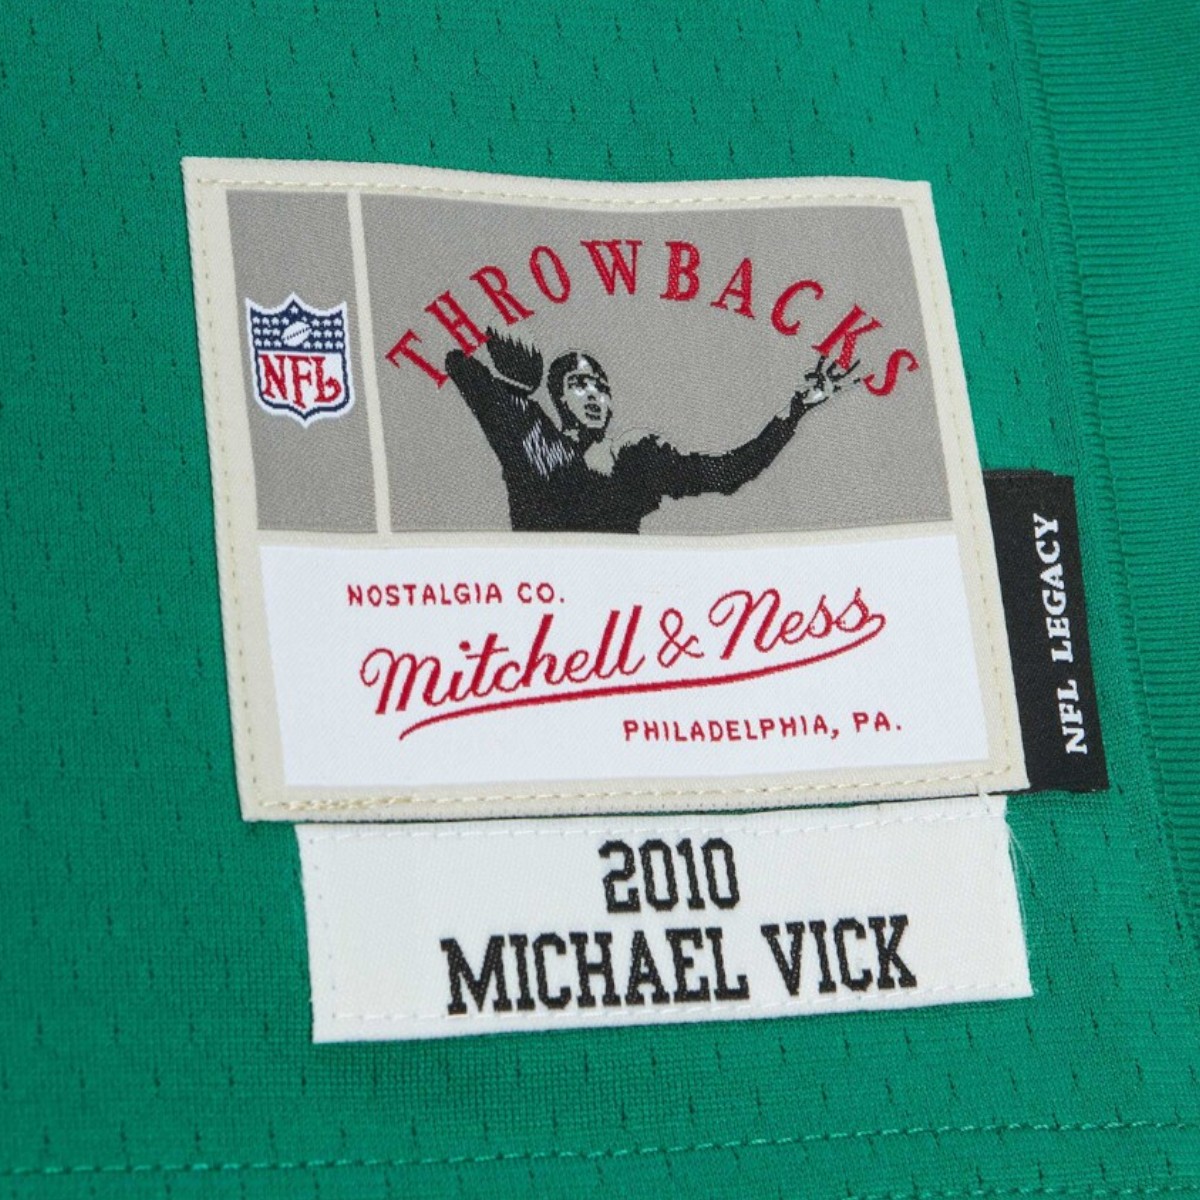 THROWBACKS
NFL
NOSTALGIA CO.
Mitchell & Ness
PHILADELPHIA, PA.
NFL LEGACY
2010
MICHAEL VICK